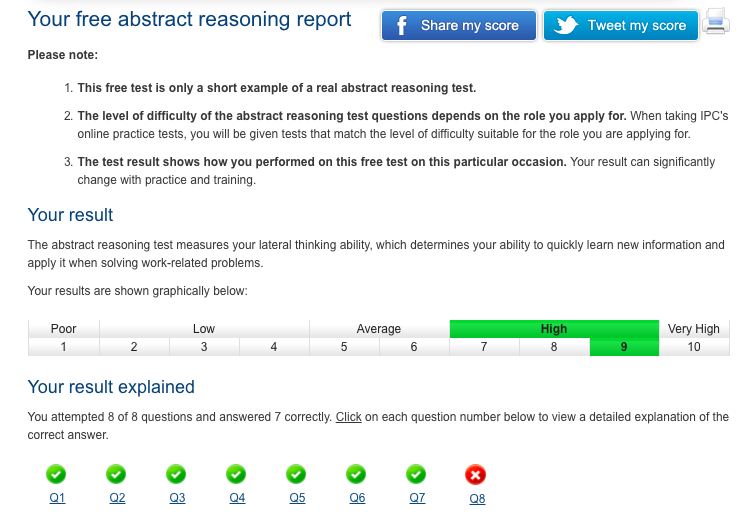 Your free abstract reasoning report
Share my score
Tweet my score
Please note:
1. This free test is only a short example of a real abstract reasoning test.
2. The level of difficulty of the abstract reasoning test questions depends on the role you apply for. When taking IPC's
online practice tests, you will be given tests that match the level of difficulty suitable for the role you are applying for.
3. The test result shows how you performed on this free test on this particular occasion. Your result can significantly
change with practice and training.
Your result
The abstract reasoning test measures your lateral thinking ability, which determines your ability to quickly learn new information and
apply it when solving work-related problems.
Your results are shown graphically below:
Poor Low Average High Very High
1 2 3 4 5 6 7 8 9 10
Your result explained
You attempted 8 of 8 questions and answered 7 correctly. Click on each question number below to view a detailed explanation of the
correct answer.
Q1 Q2 Q3 Q4 Q5 Q6 Q7 Q8